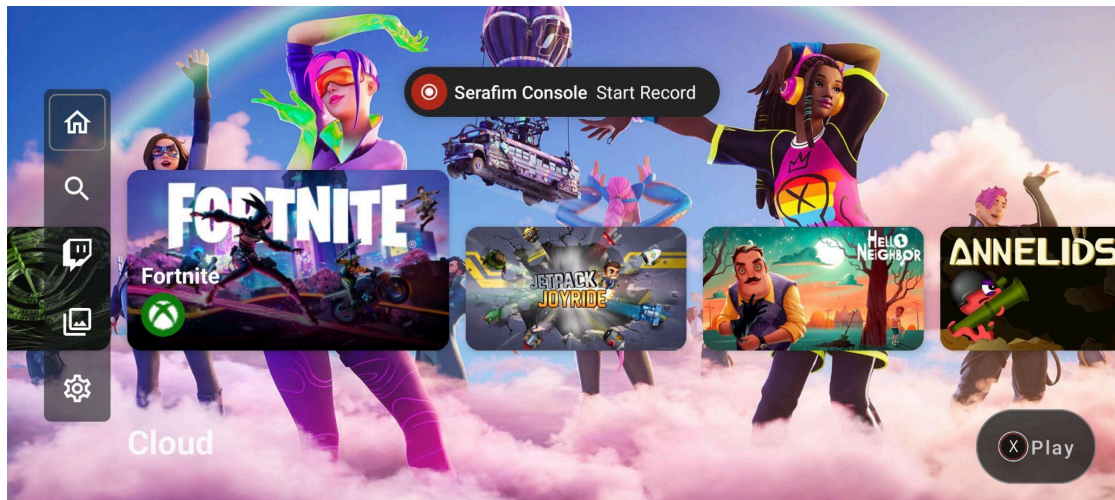 Serafim Console Start Record
FORTNITE
Fortnite
JETPACK
JOYRIDE
HELLO
NEIGHBOR
ANNELIDS
Cloud
X Play